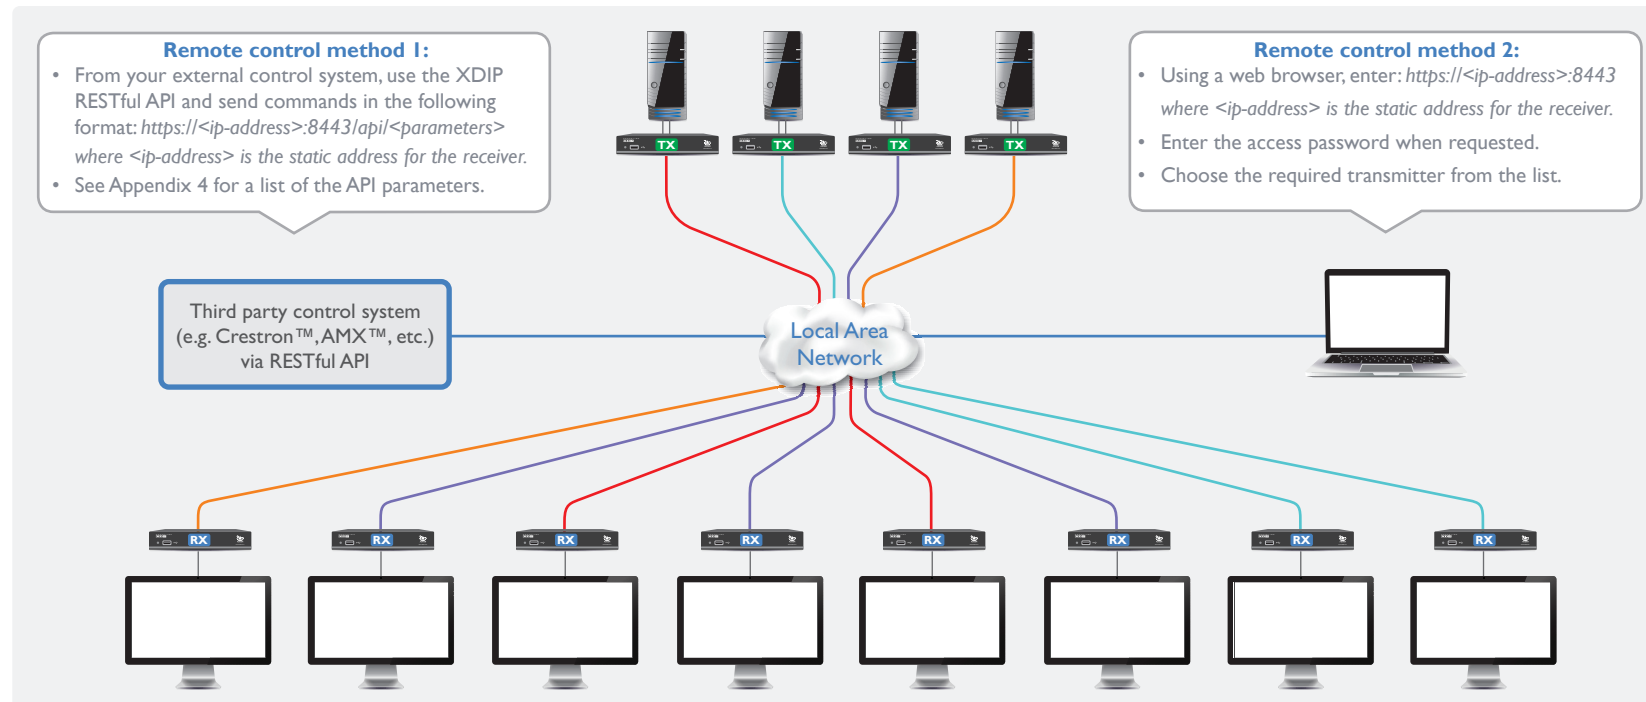 Remote control method 1:
• From your external control system, use the XDIP
RESTful API and send commands in the following
format: https://<ip-address>:8443/api/<parameters>
where <ip-address> is the static address for the receiver.
• See Appendix 4 for a list of the API parameters.
Remote control method 2:
• Using a web browser, enter: https://<ip-address>:8443
where <ip-address> is the static address for the receiver.
• Enter the access password when requested.
• Choose the required transmitter from the list.
TX
TX
TX
TX
Third party control system
(e.g. Crestron™, AMX™, etc.)
via RESTful API
Local Area
Network
RX
RX
RX
RX
RX
RX
RX
RX